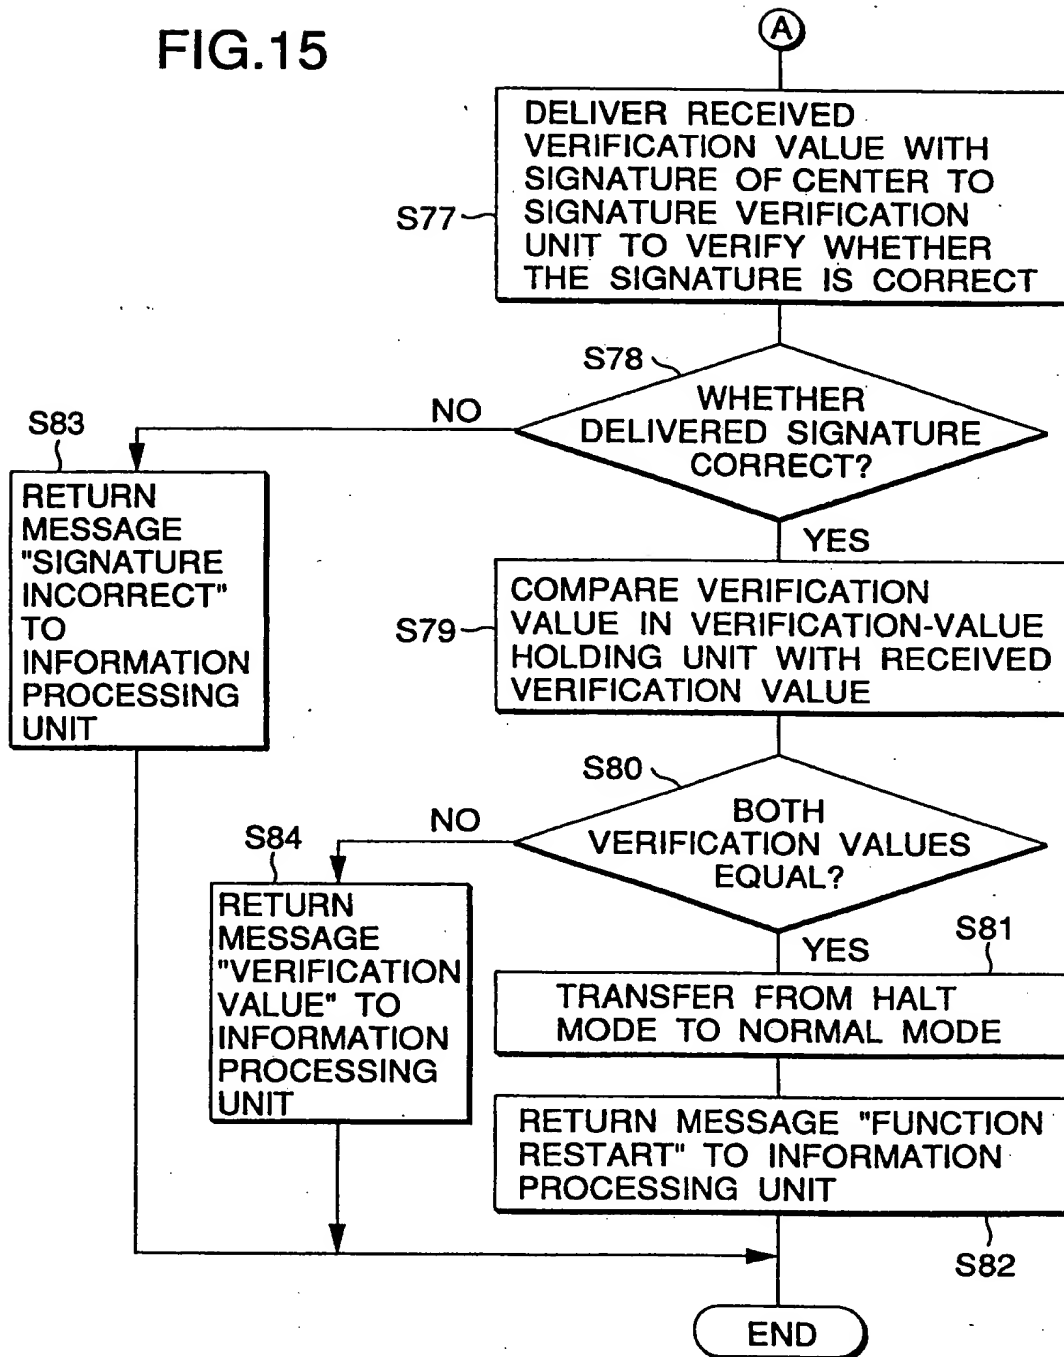 FIG.15
A
DELIVER RECEIVED
VERIFICATION VALUE WITH
SIGNATURE OF CENTER TO
SIGNATURE VERIFICATION
UNIT TO VERIFY WHETHER
THE SIGNATURE IS CORRECT
S77
S78
WHETHER
DELIVERED SIGNATURE
CORRECT?
NO
S83
RETURN
MESSAGE
"SIGNATURE
INCORRECT"
TO
INFORMATION
PROCESSING
UNIT
YES
COMPARE VERIFICATION
VALUE IN VERIFICATION-VALUE
HOLDING UNIT WITH RECEIVED
VERIFICATION VALUE
S79
S80
BOTH
VERIFICATION VALUES
EQUAL?
NO
S84
RETURN
MESSAGE
"VERIFICATION
VALUE" TO
INFORMATION
PROCESSING
UNIT
YES
S81
TRANSFER FROM HALT
MODE TO NORMAL MODE
RETURN MESSAGE "FUNCTION
RESTART" TO INFORMATION
PROCESSING UNIT
S82
END